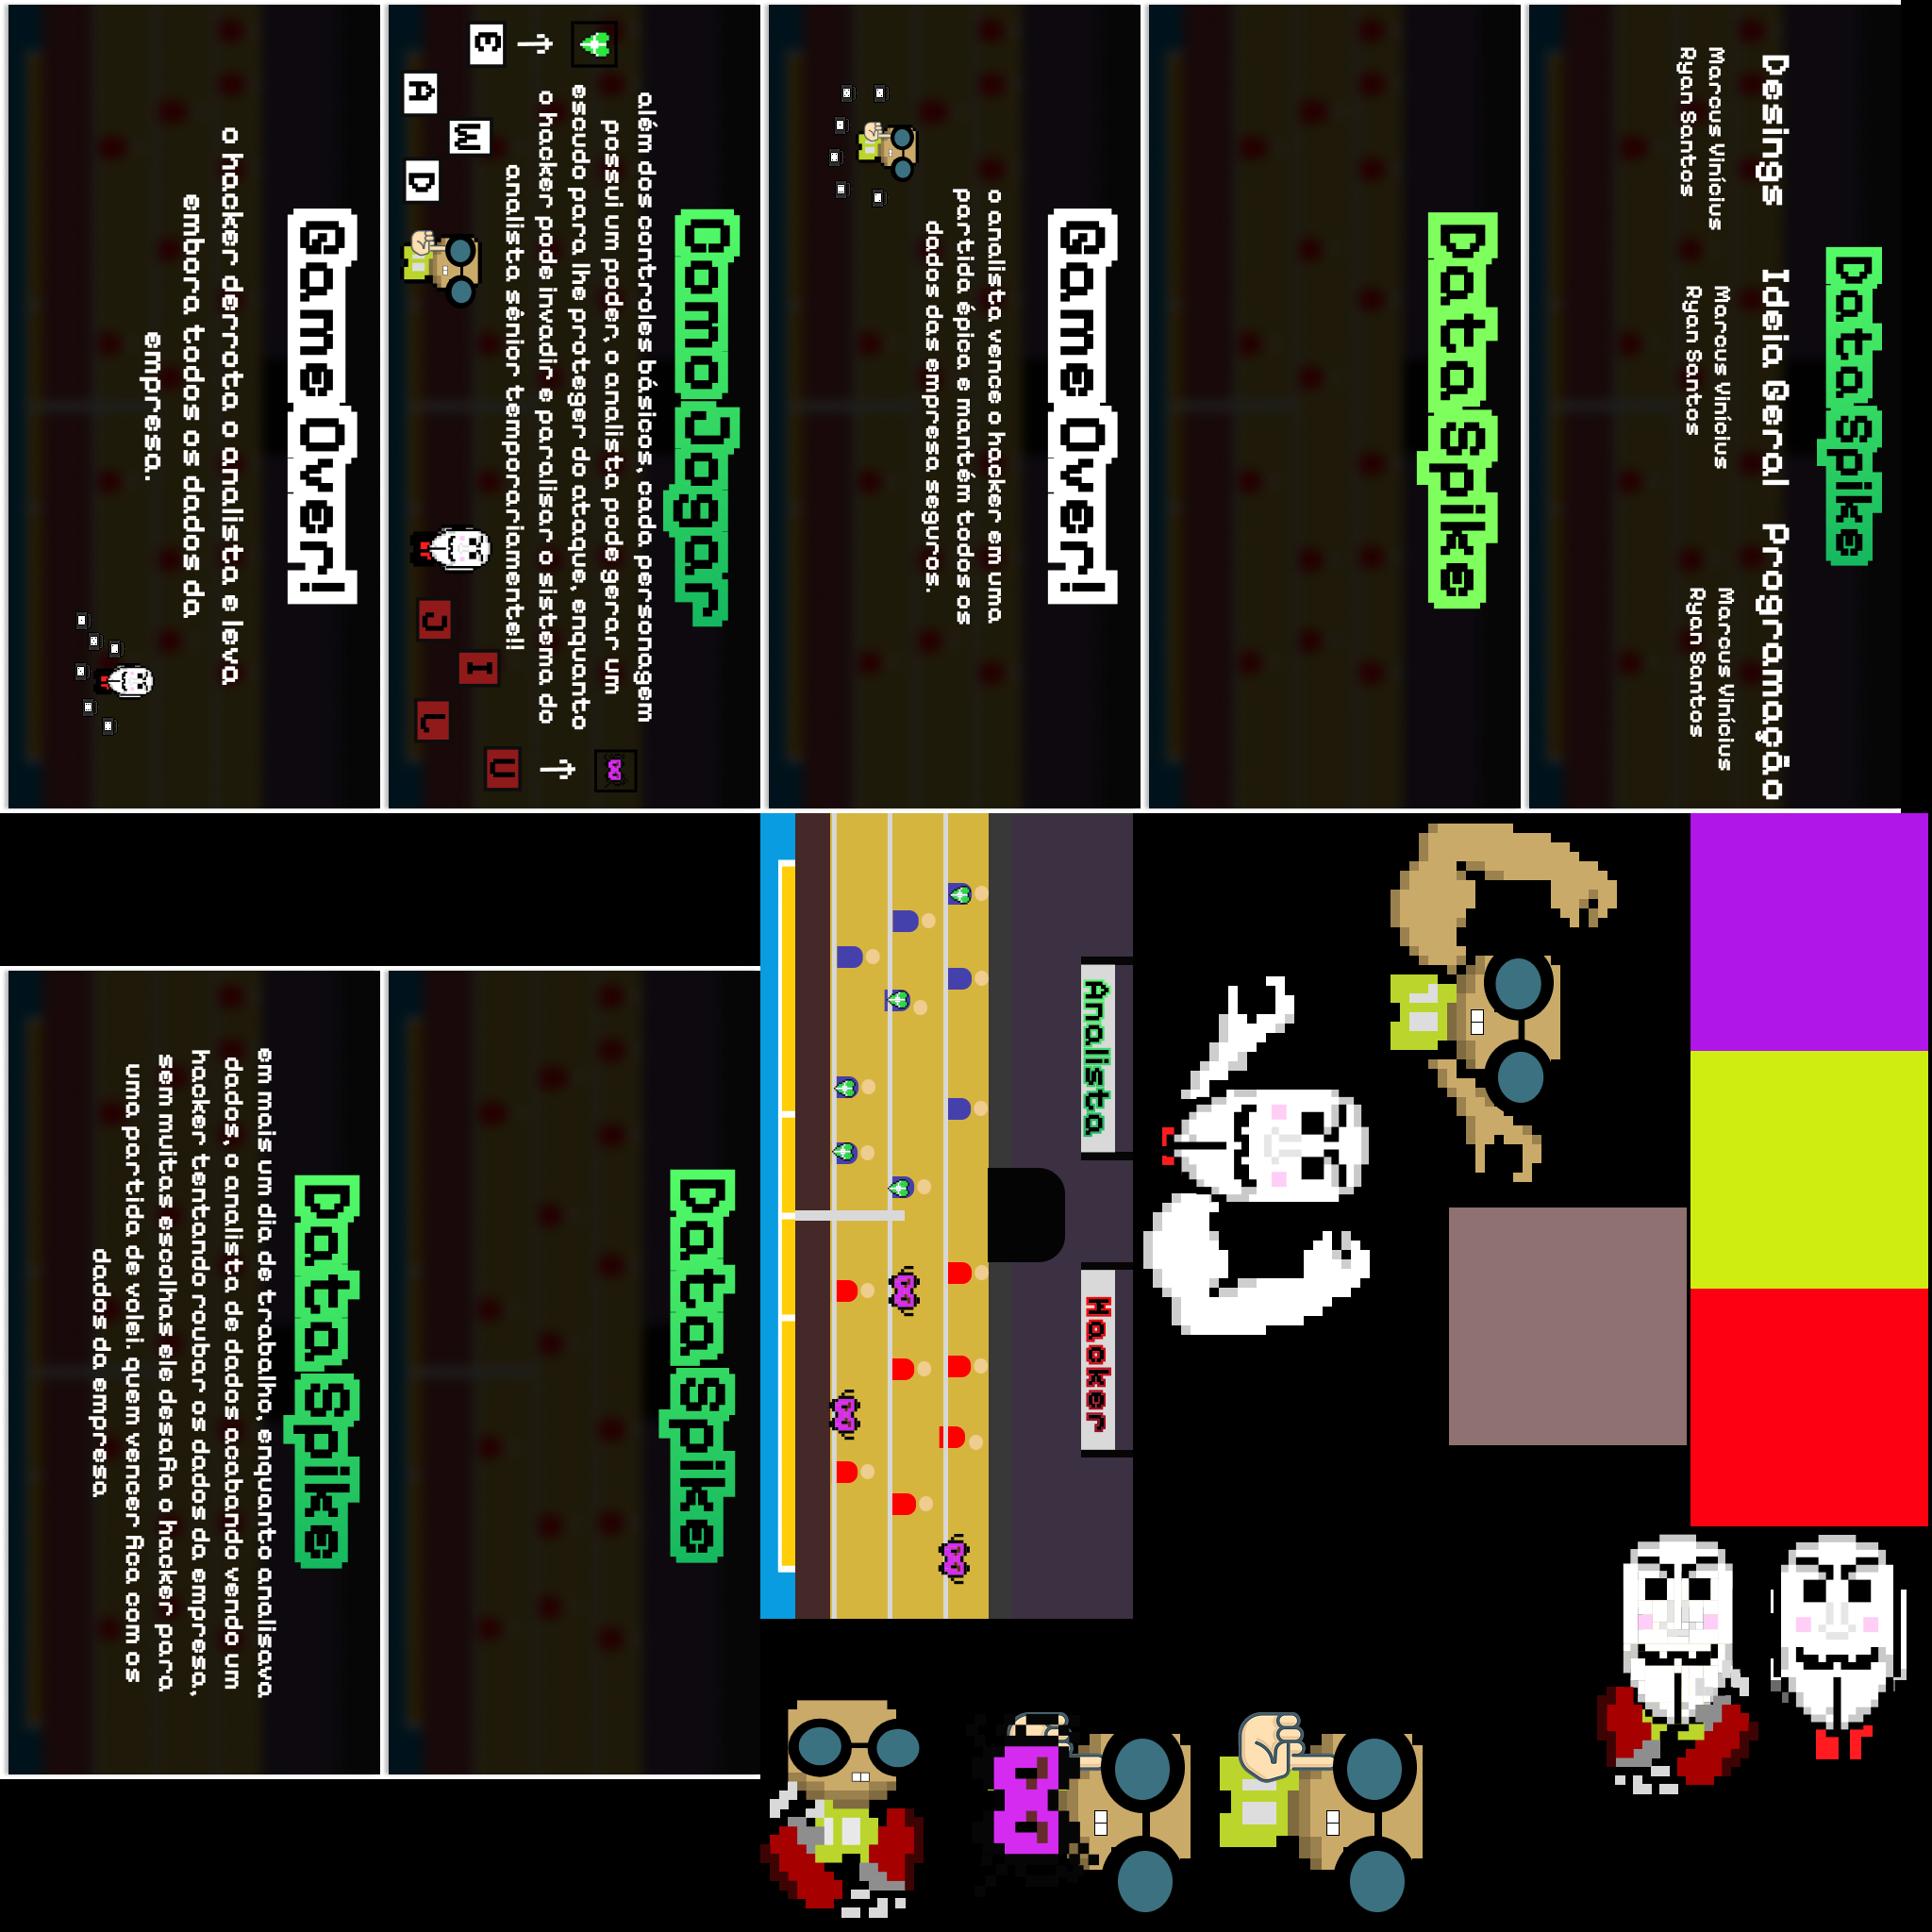 Game Over!
o hacker derrota o analista e leva
embora todos os dados da
empresa.
Como Jogar
além dos controles básicos, cada personagem
possui um poder, o analista pode gerar um
escudo para lhe proteger do ataque, enquanto
o hacker pode invadir e paralisar o sistema do
analista sênior temporariamente!!
E
A
W
D
J
I
L
U
Game Over!
o analista vence o hacker em uma
partida épica e mantém todos os
dados das empresa seguros.
Data Spike
Data Spike
Desings
Marcus Vinícius
Ryan Santos
Ideia Geral
Marcus Vinícius
Ryan Santos
Programação
Marcus Vinícius
Ryan Santos
Data Spike
em mais um dia de trabalho, enquanto analisava
dados, o analista de dados acabando vendo um
hacker tentando roubar os dados da empresa,
sem muitas escolhas ele desafia o hacker para
uma partida de volei. quem vencer fica com os
dados da empresa
Data Spike
Analista
Hacker